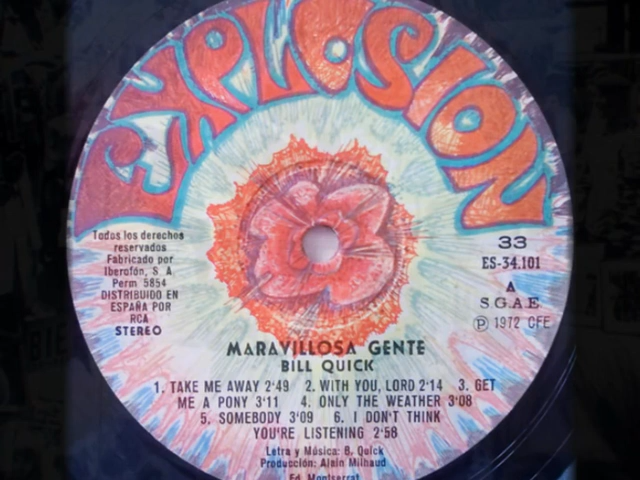 EXPLOSION
Todos los derechos
reservados
Fabricado por
Iberofón, S. A
Perm 5854
DISTRIBUIDO EN
ESPAÑA POR
RCA
STEREO
33
ES-34.101
A
S.G.A.E.
Ⓟ 1972 CFE
MARAVILLOSA GENTE
BILL QUICK
1. TAKE ME AWAY 2'49 2. WITH YOU, LORD 2'14 3. GET
ME A PONY 3'11 4. ONLY THE WEATHER 3'08
5. SOMEBODY 3'09 6. I DON'T THINK
YOU'RE LISTENING 2'58
Letra y Música: B. Quick
Producción: Alain Milhaud
Ed. Montserrat